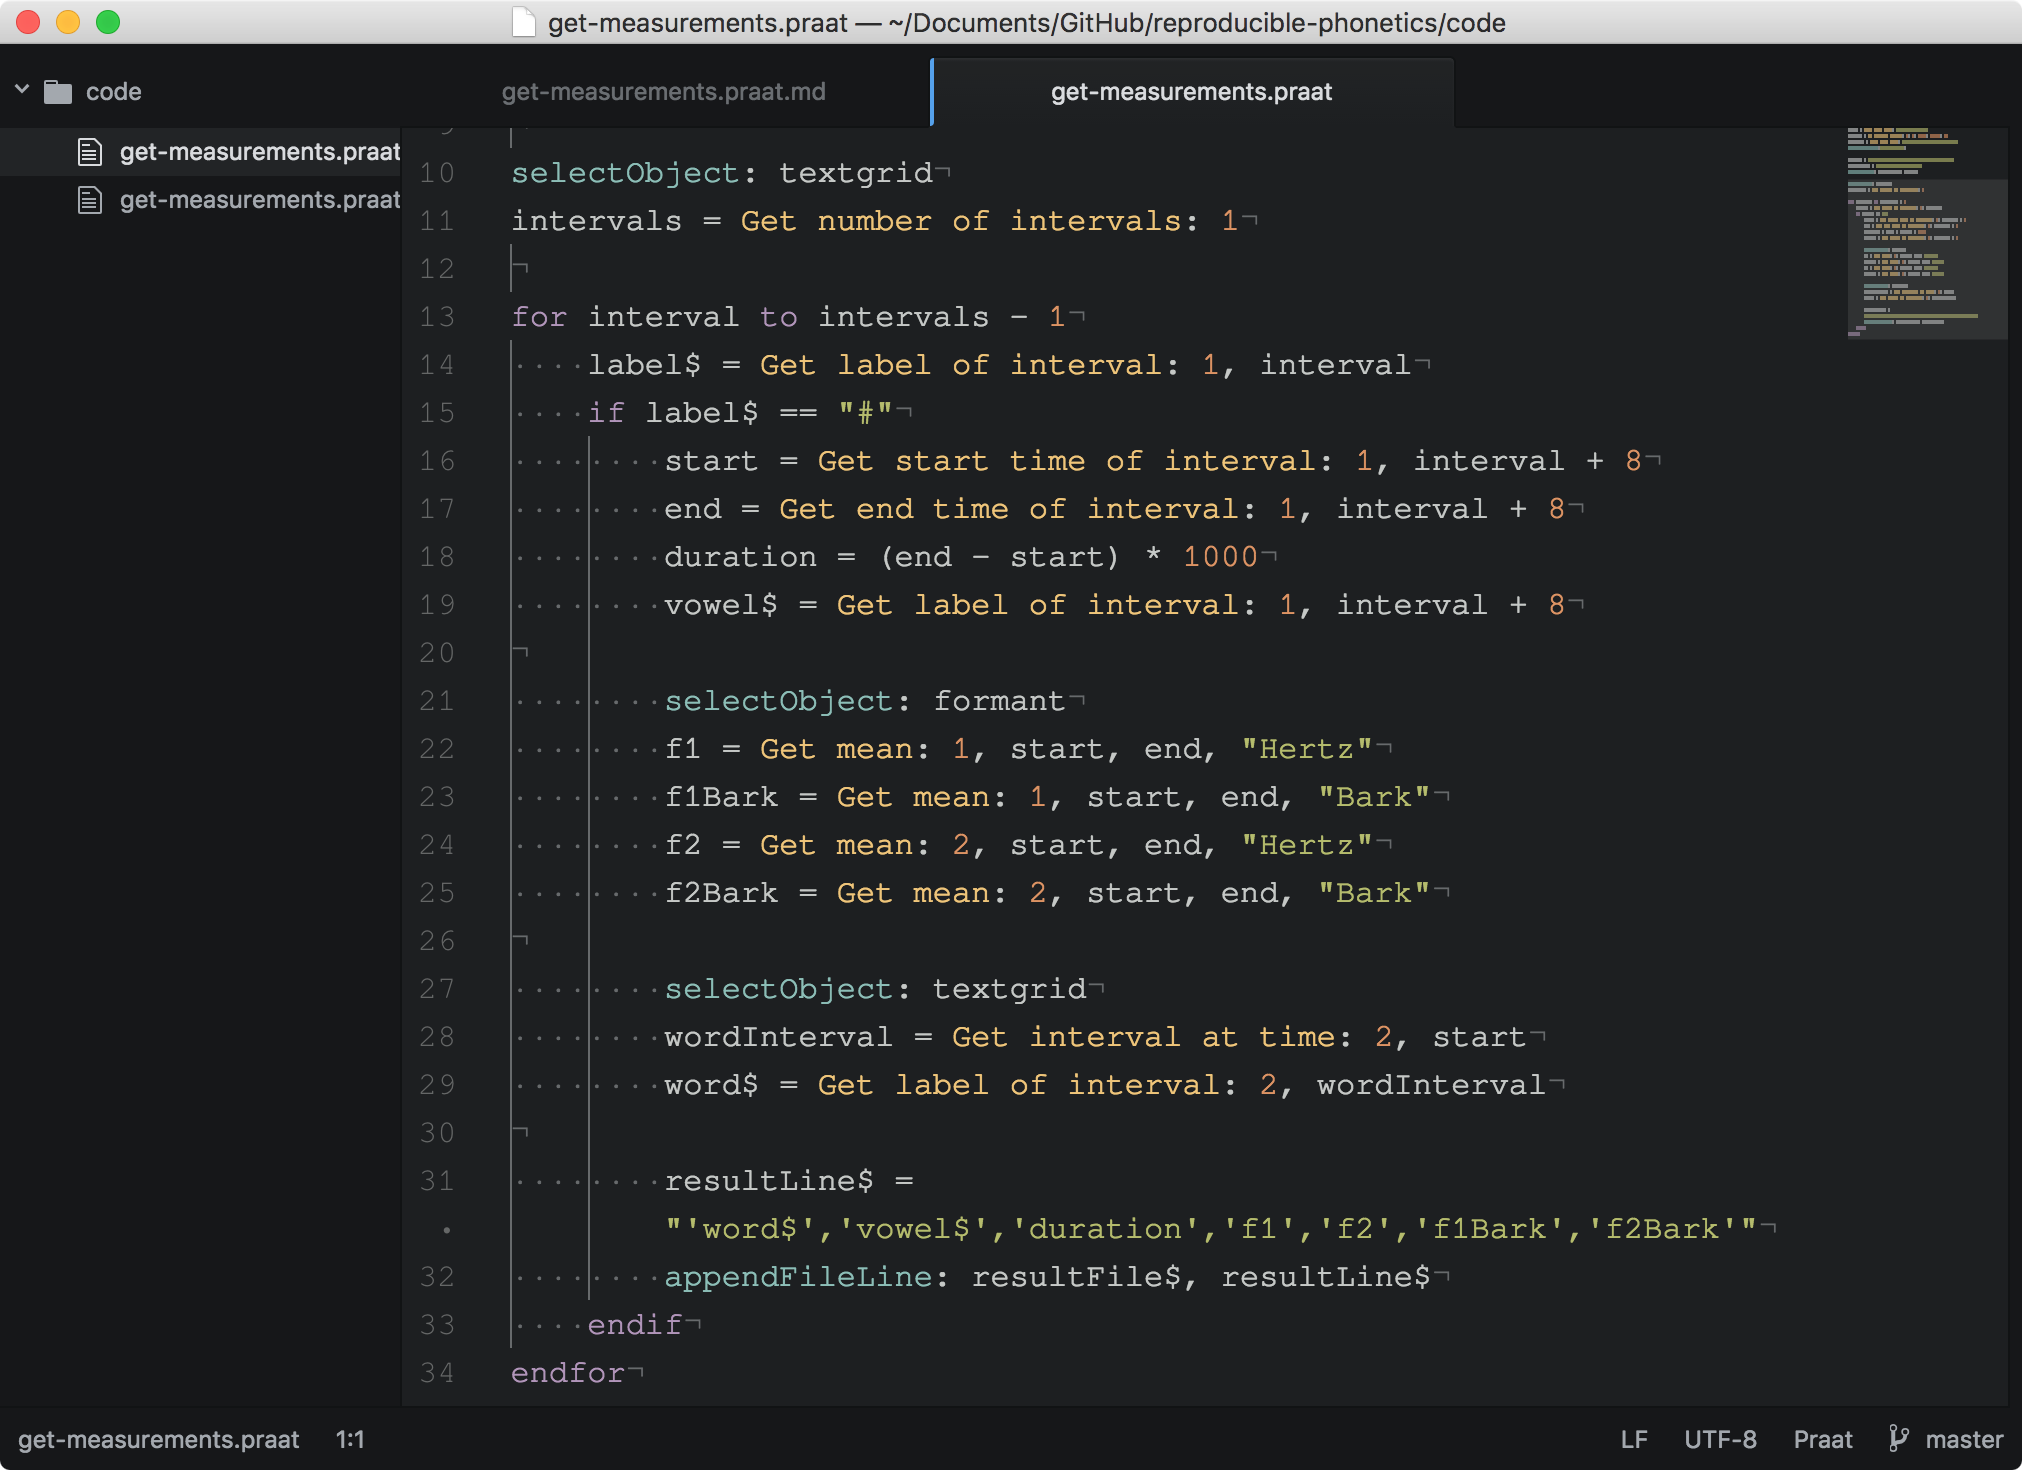 get-measurements.praat — ~/Documents/GitHub/reproducible-phonetics/code
code
get-measurements.praat
get-measurements.praat
get-measurements.praat.md
get-measurements.praat
10 selectObject: textgrid¬
11 intervals = Get number of intervals: 1¬
12 ¬
13 for interval to intervals - 1¬
14 ····label$ = Get label of interval: 1, interval¬
15 ····if label$ == "#"¬
16 ········start = Get start time of interval: 1, interval + 8¬
17 ········end = Get end time of interval: 1, interval + 8¬
18 ········duration = (end - start) * 1000¬
19 ········vowel$ = Get label of interval: 1, interval + 8¬
20 ¬
21 ········selectObject: formant¬
22 ········f1 = Get mean: 1, start, end, "Hertz"¬
23 ········f1Bark = Get mean: 1, start, end, "Bark"¬
24 ········f2 = Get mean: 2, start, end, "Hertz"¬
25 ········f2Bark = Get mean: 2, start, end, "Bark"¬
26 ¬
27 ········selectObject: textgrid¬
28 ········wordInterval = Get interval at time: 2, start¬
29 ········word$ = Get label of interval: 2, wordInterval¬
30 ¬
31 ········resultLine$ =
• "'word$','vowel$','duration','f1','f2','f1Bark','f2Bark'"¬
32 ········appendFileLine: resultFile$, resultLine$¬
33 ····endif¬
34 endfor¬
get-measurements.praat 1:1 LF UTF-8 Praat master